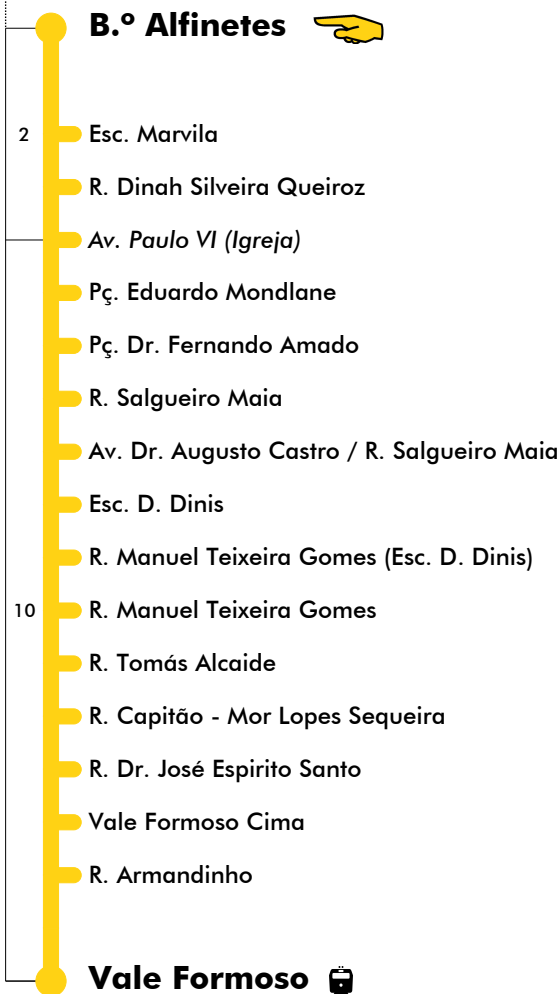 B.º Alfinetes
2
Esc. Marvila
R. Dinah Silveira Queiroz
Av. Paulo VI (Igreja)
Pç. Eduardo Mondlane
Pç. Dr. Fernando Amado
R. Salgueiro Maia
Av. Dr. Augusto Castro / R. Salgueiro Maia
Esc. D. Dinis
R. Manuel Teixeira Gomes (Esc. D. Dinis)
10
R. Manuel Teixeira Gomes
R. Tomás Alcaide
R. Capitão - Mor Lopes Sequeira
R. Dr. José Espirito Santo
Vale Formoso Cima
R. Armandinho
Vale Formoso